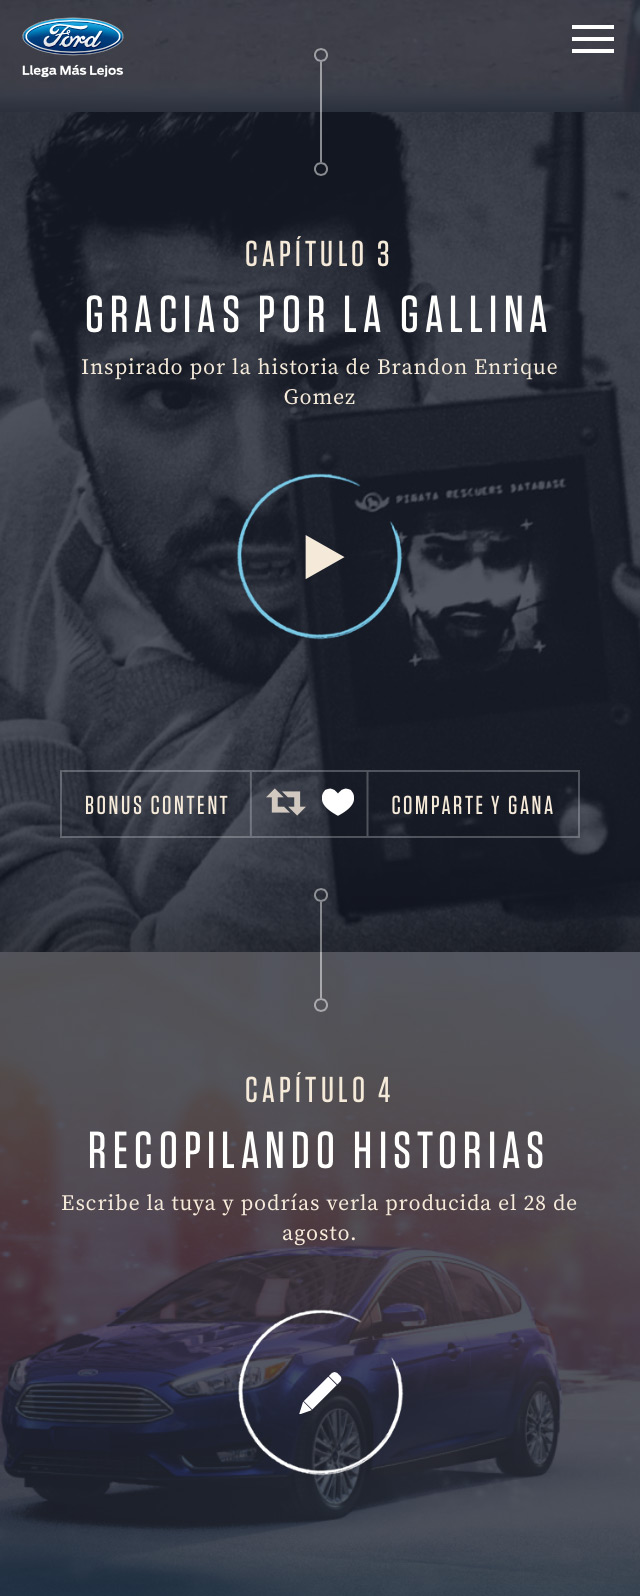 Ford
Llega Más Lejos
CAPÍTULO 3
GRACIAS POR LA GALLINA
Inspirado por la historia de Brandon Enrique
Gomez
PIÑATA RESCUERS DATABASE
BONUS CONTENT
COMPARTE Y GANA
CAPÍTULO 4
RECOPILANDO HISTORIAS
Escribe la tuya y podrías verla producida el 28 de
agosto.